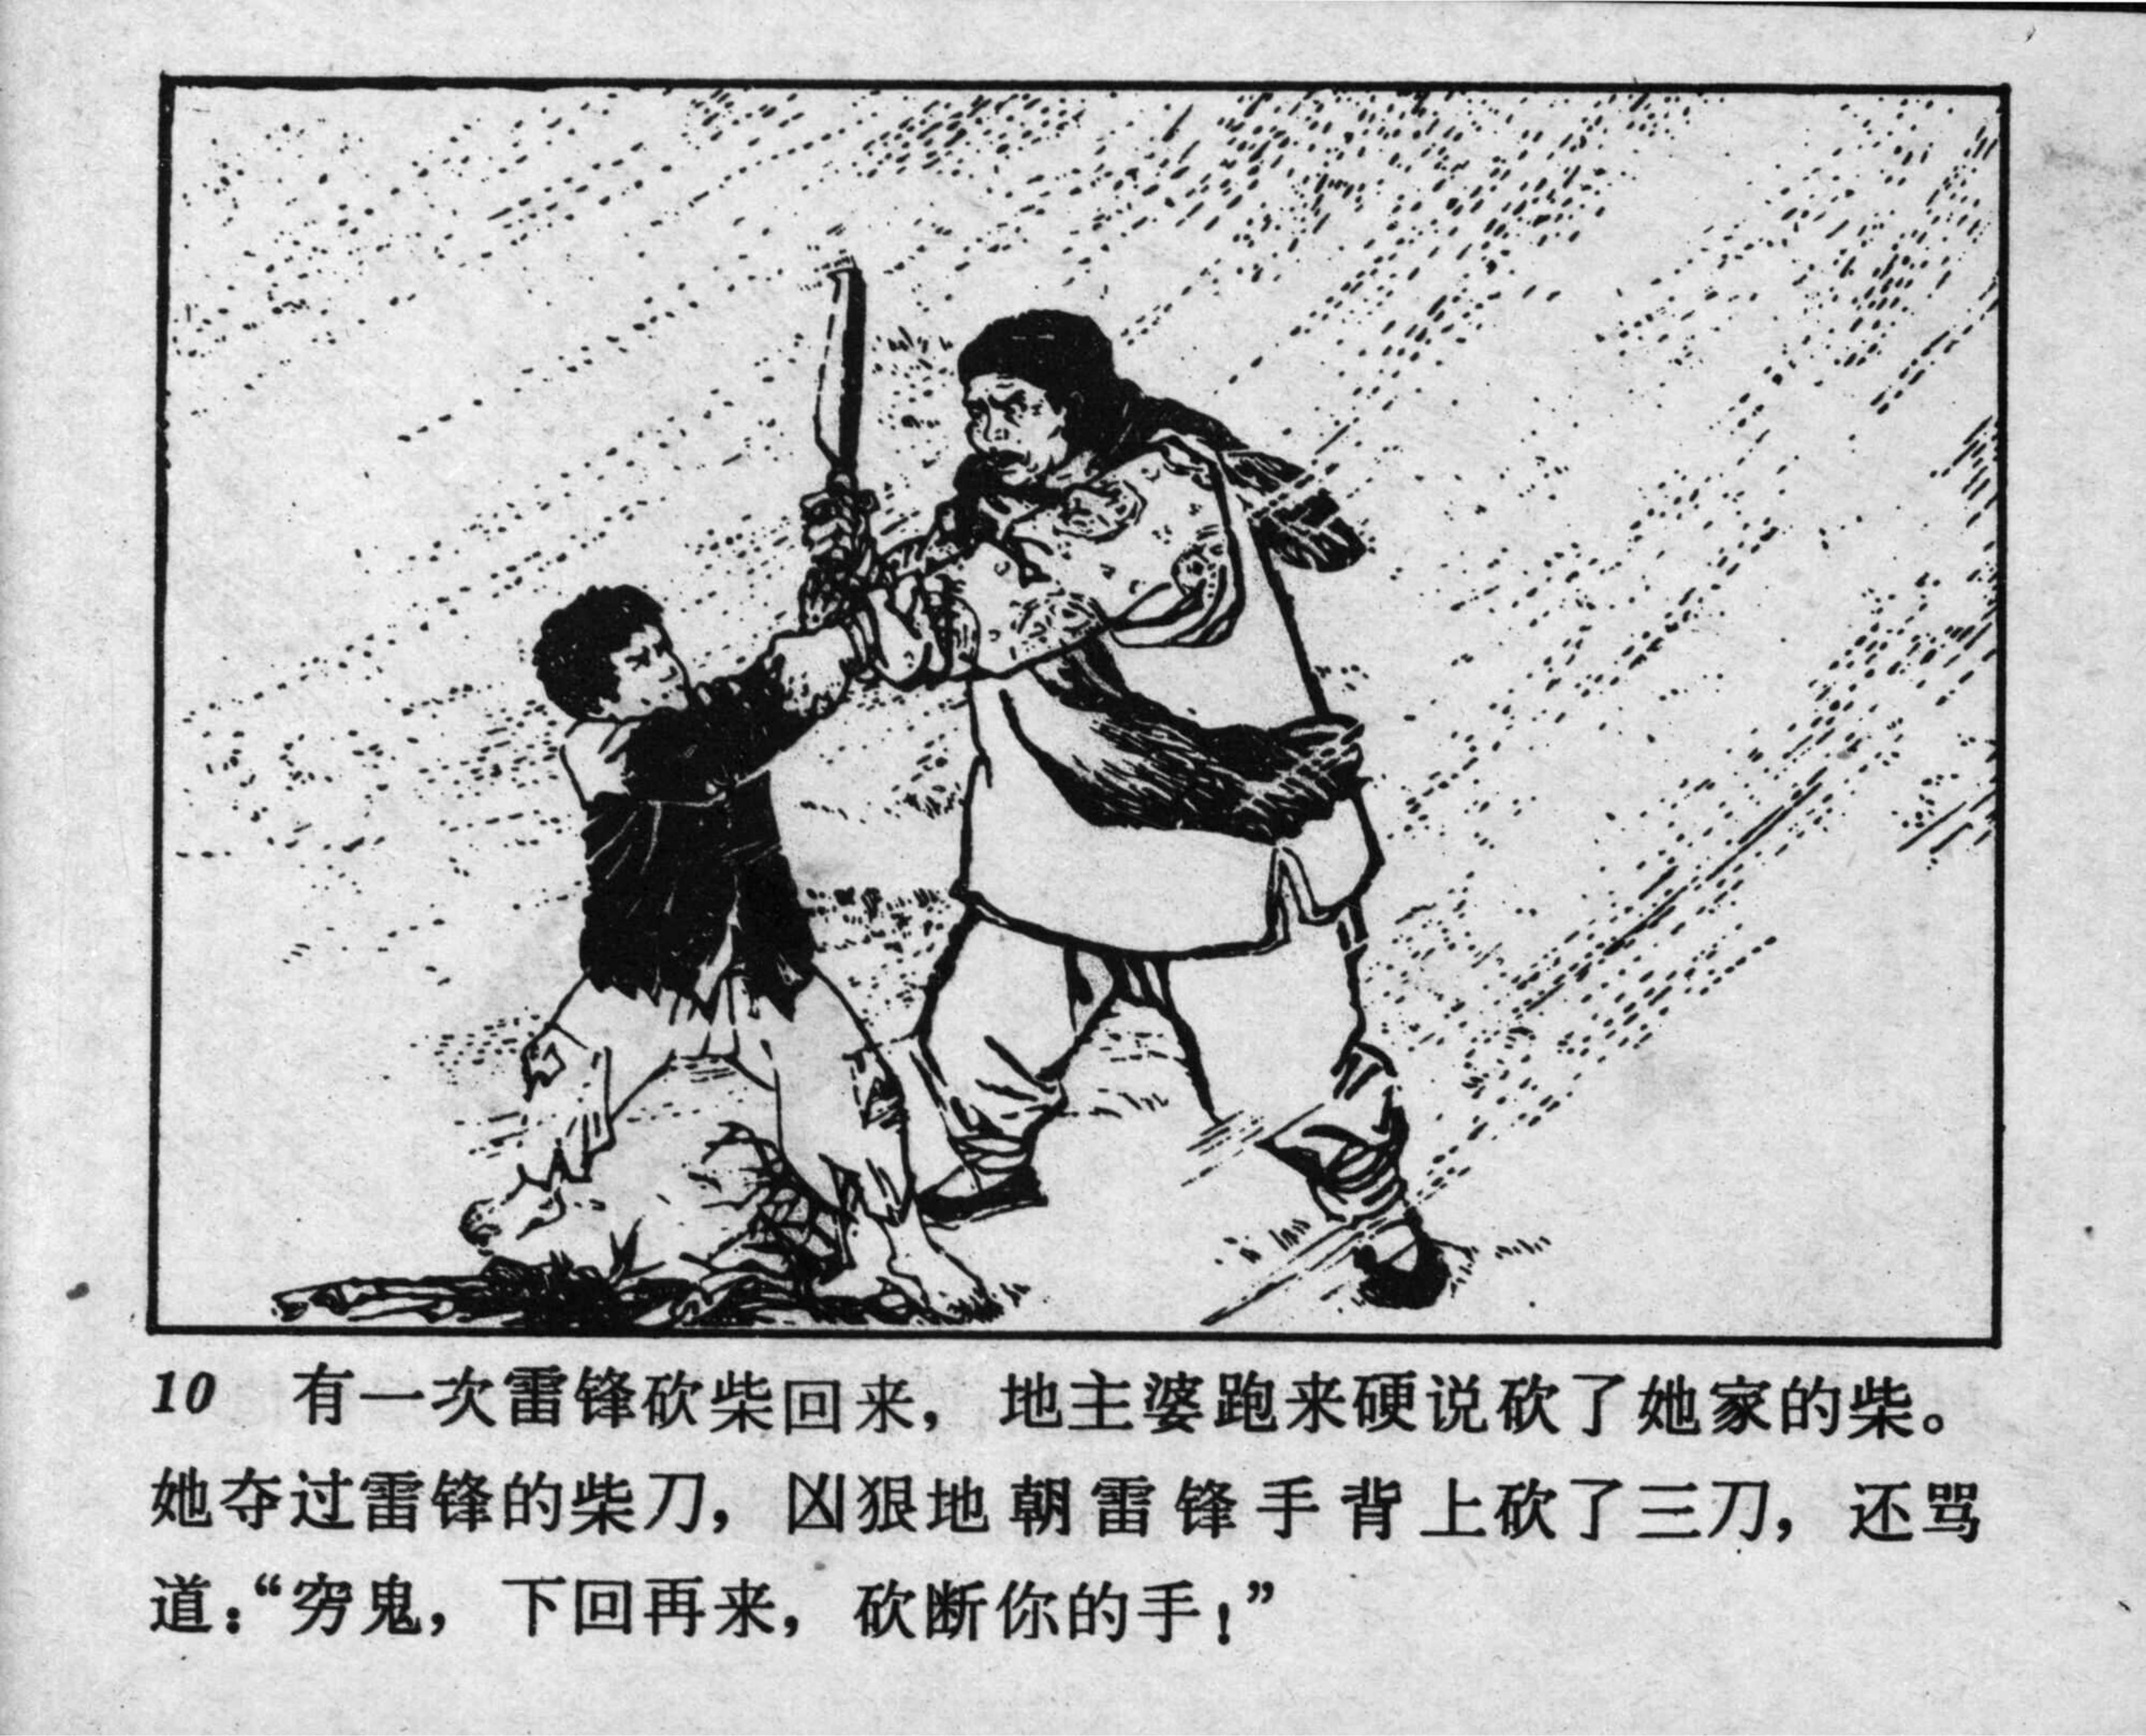 10 有一次雷锋砍柴回来，地主婆跑来硬说砍了她家的柴。
她夺过雷锋的柴刀，凶狠地朝雷锋手背上砍了三刀，还骂
道：“穷鬼，下回再来，砍断你的手！”